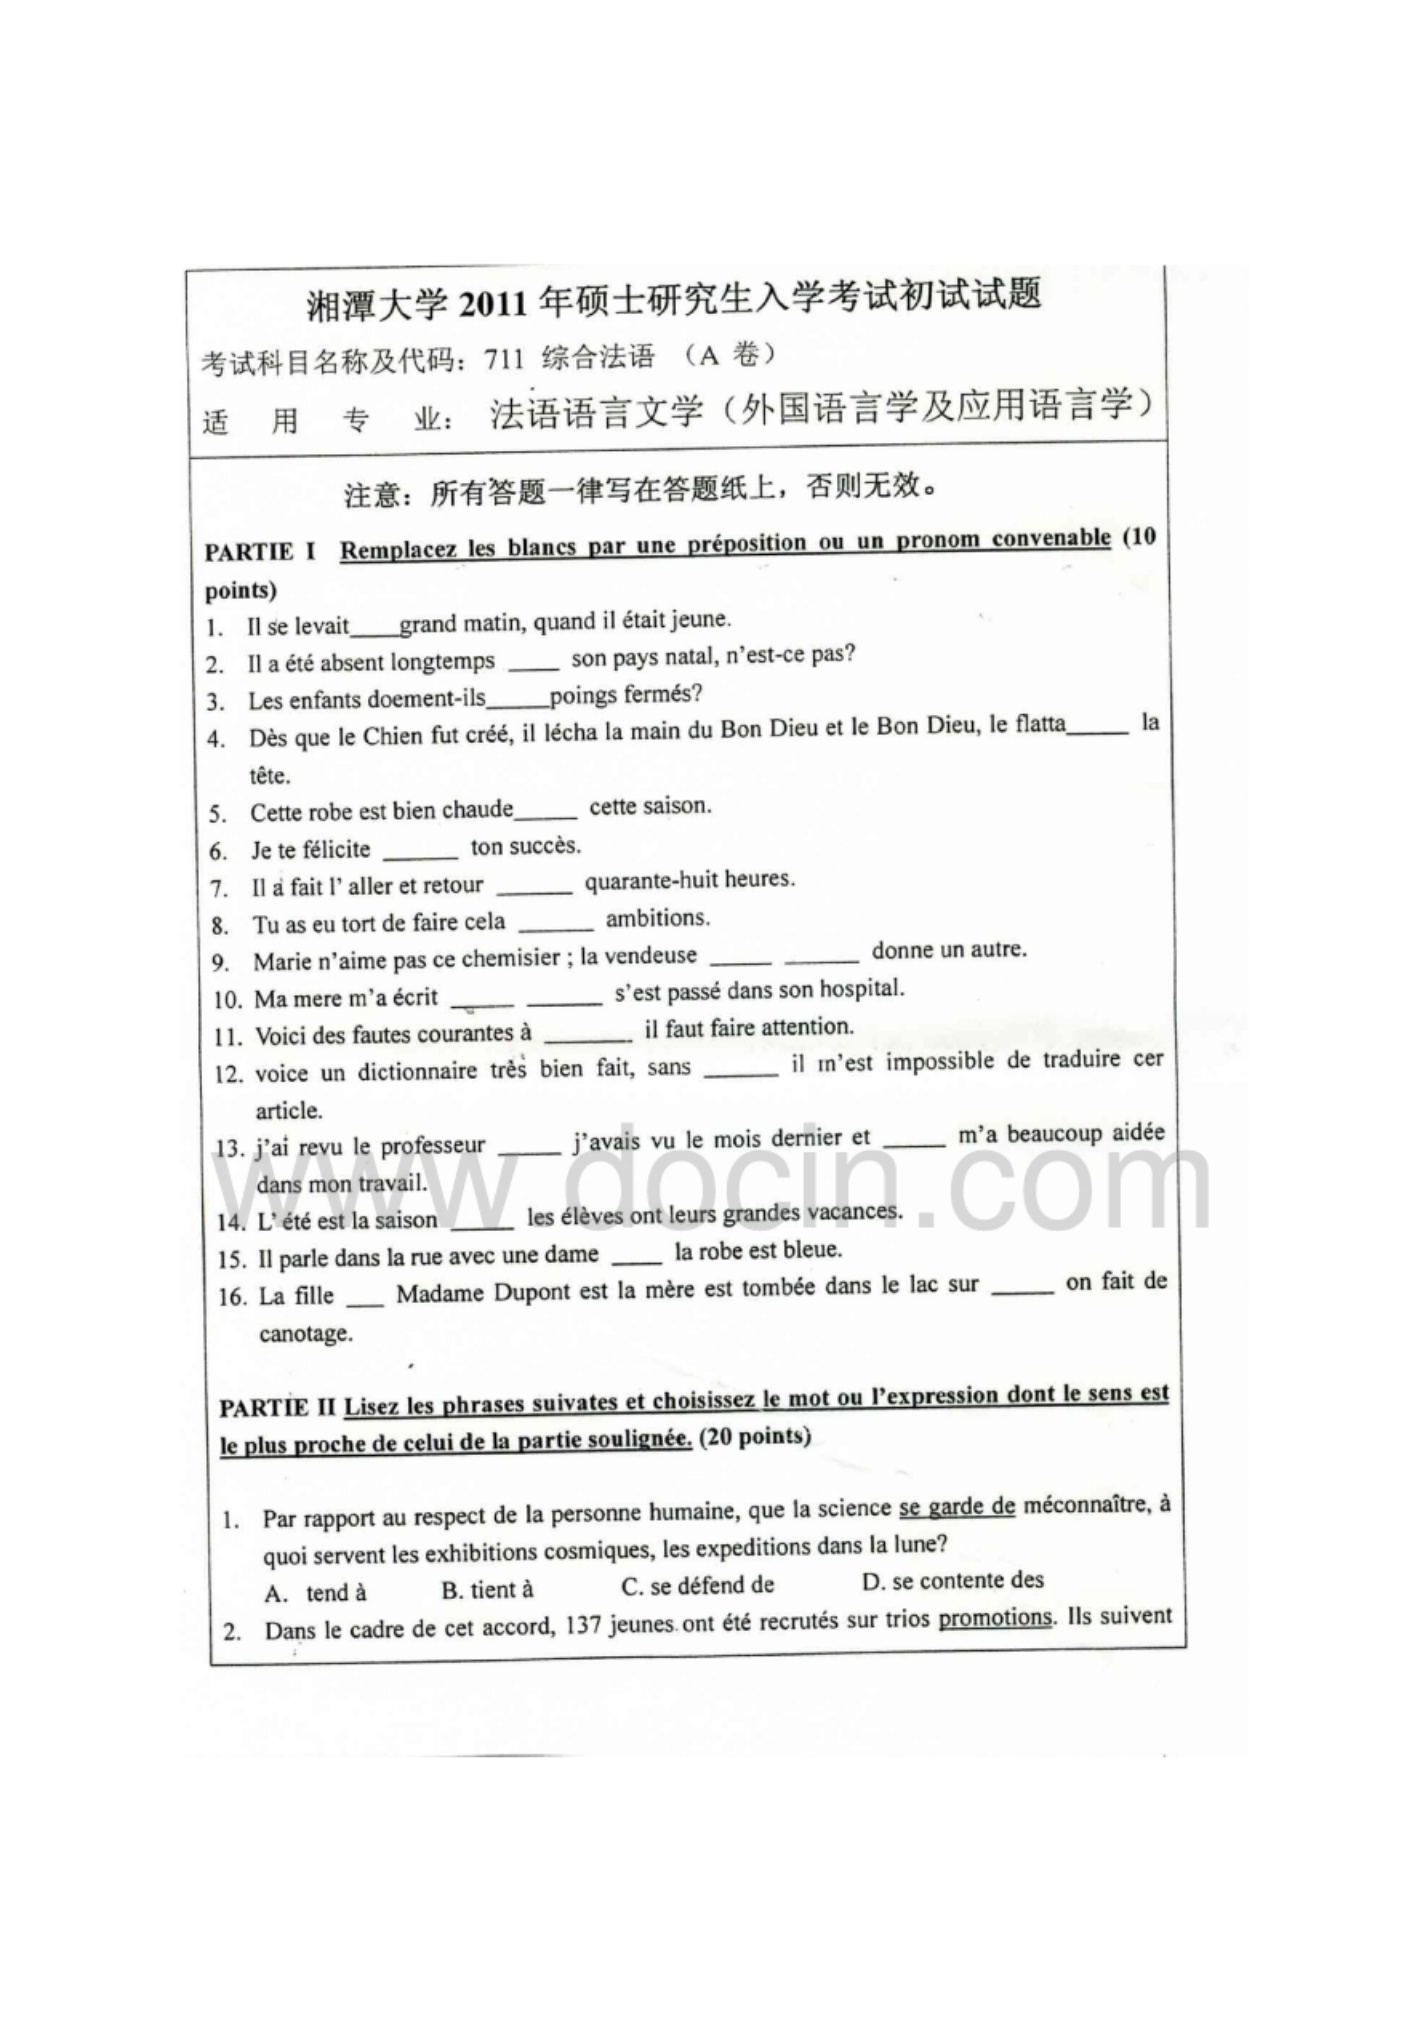 湘潭大学 2011 年硕士研究生入学考试初试试题
考试科目名称及代码：711 综合法语 （A 卷）
适 用 专 业： 法语语言文学（外国语言学及应用语言学）
注意：所有答题一律写在答题纸上，否则无效。
PARTIE I Remplacez les blancs par une préposition ou un pronom convenable (10
points)
1. Il se levait____grand matin, quand il était jeune.
2. Il a été absent longtemps ____ son pays natal, n'est-ce pas?
3. Les enfants doement-ils_____poings fermés?
4. Dès que le Chien fut créé, il lécha la main du Bon Dieu et le Bon Dieu, le flatta_____ la
tête.
5. Cette robe est bien chaude_____ cette saison.
6. Je te félicite ______ ton succès.
7. Il a fait l' aller et retour ______ quarante-huit heures.
8. Tu as eu tort de faire cela ______ ambitions.
9. Marie n'aime pas ce chemisier ; la vendeuse _____ ______ donne un autre.
10. Ma mere m'a écrit _____ ______ s'est passé dans son hospital.
11. Voici des fautes courantes à _______ il faut faire attention.
12. voice un dictionnaire très bien fait, sans ______ il m'est impossible de traduire cer
article.
13. j'ai revu le professeur _____ j'avais vu le mois dernier et _____ m'a beaucoup aidée
dans mon travail.
14. L' été est la saison _____ les élèves ont leurs grandes vacances.
15. Il parle dans la rue avec une dame ____ la robe est bleue.
16. La fille ___ Madame Dupont est la mère est tombée dans le lac sur _____ on fait de
canotage.
www.docin.com
PARTIE II Lisez les phrases suivates et choisissez le mot ou l'expression dont le sens est
le plus proche de celui de la partie soulignée. (20 points)
1. Par rapport au respect de la personne humaine, que la science se garde de méconnaître, à
quoi servent les exhibitions cosmiques, les expeditions dans la lune?
A. tend à B. tient à C. se défend de D. se contente des
2. Dans le cadre de cet accord, 137 jeunes ont été recrutés sur trios promotions. Ils suivent